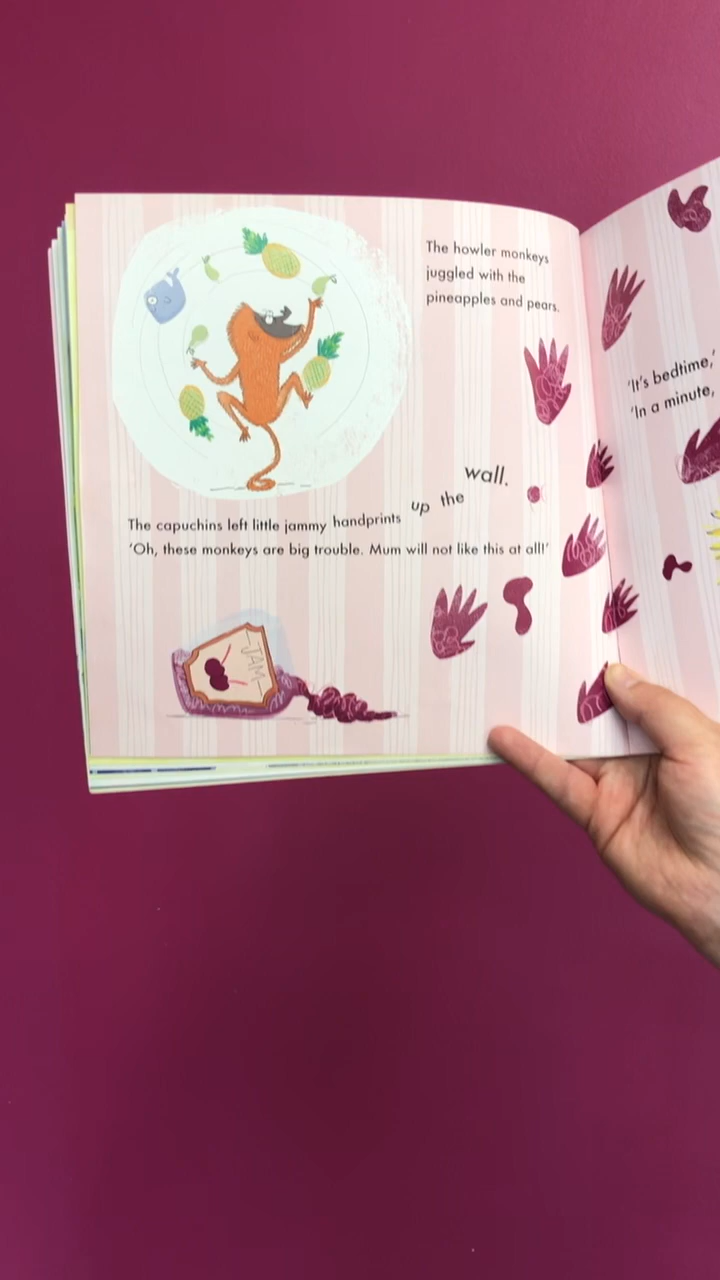 The howler monkeys
juggled with the
pineapples and pears.
The capuchins left little jammy handprints up the wall.
'Oh, these monkeys are big trouble. Mum will not like this at all!'
JAM
'It's bedtime,'
'In a minute,